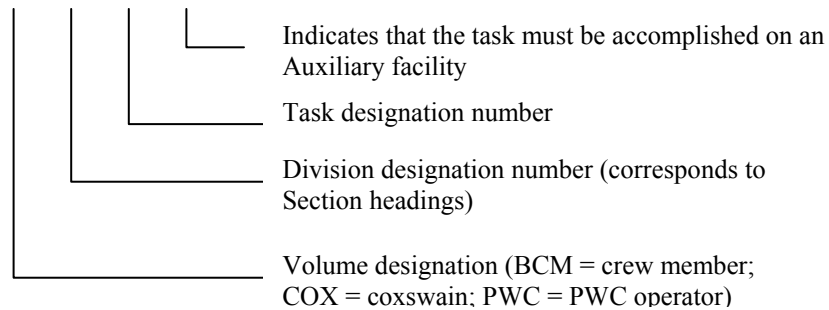 Indicates that the task must be accomplished on an
Auxiliary facility
Task designation number
Division designation number (corresponds to
Section headings)
Volume designation (BCM = crew member;
COX = coxswain; PWC = PWC operator)